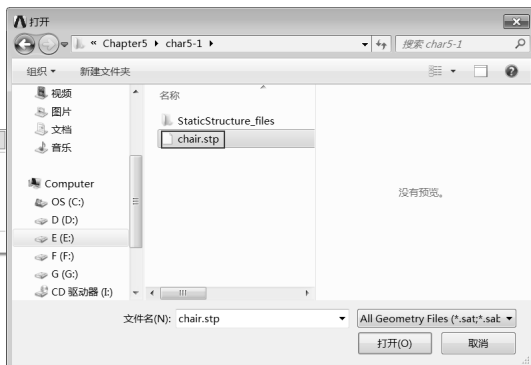 打开
« Chapter5 ▸ char5-1 ▸
搜索 char5-1
组织 新建文件夹
视频
图片
文档
音乐
Computer
OS (C:)
D (D:)
E (E:)
F (F:)
G (G:)
CD 驱动器 (I:)
名称
StaticStructure_files
chair.stp
没有预览。
文件名(N): chair.stp
All Geometry Files (*.sat;*.sab
打开(O) 取消